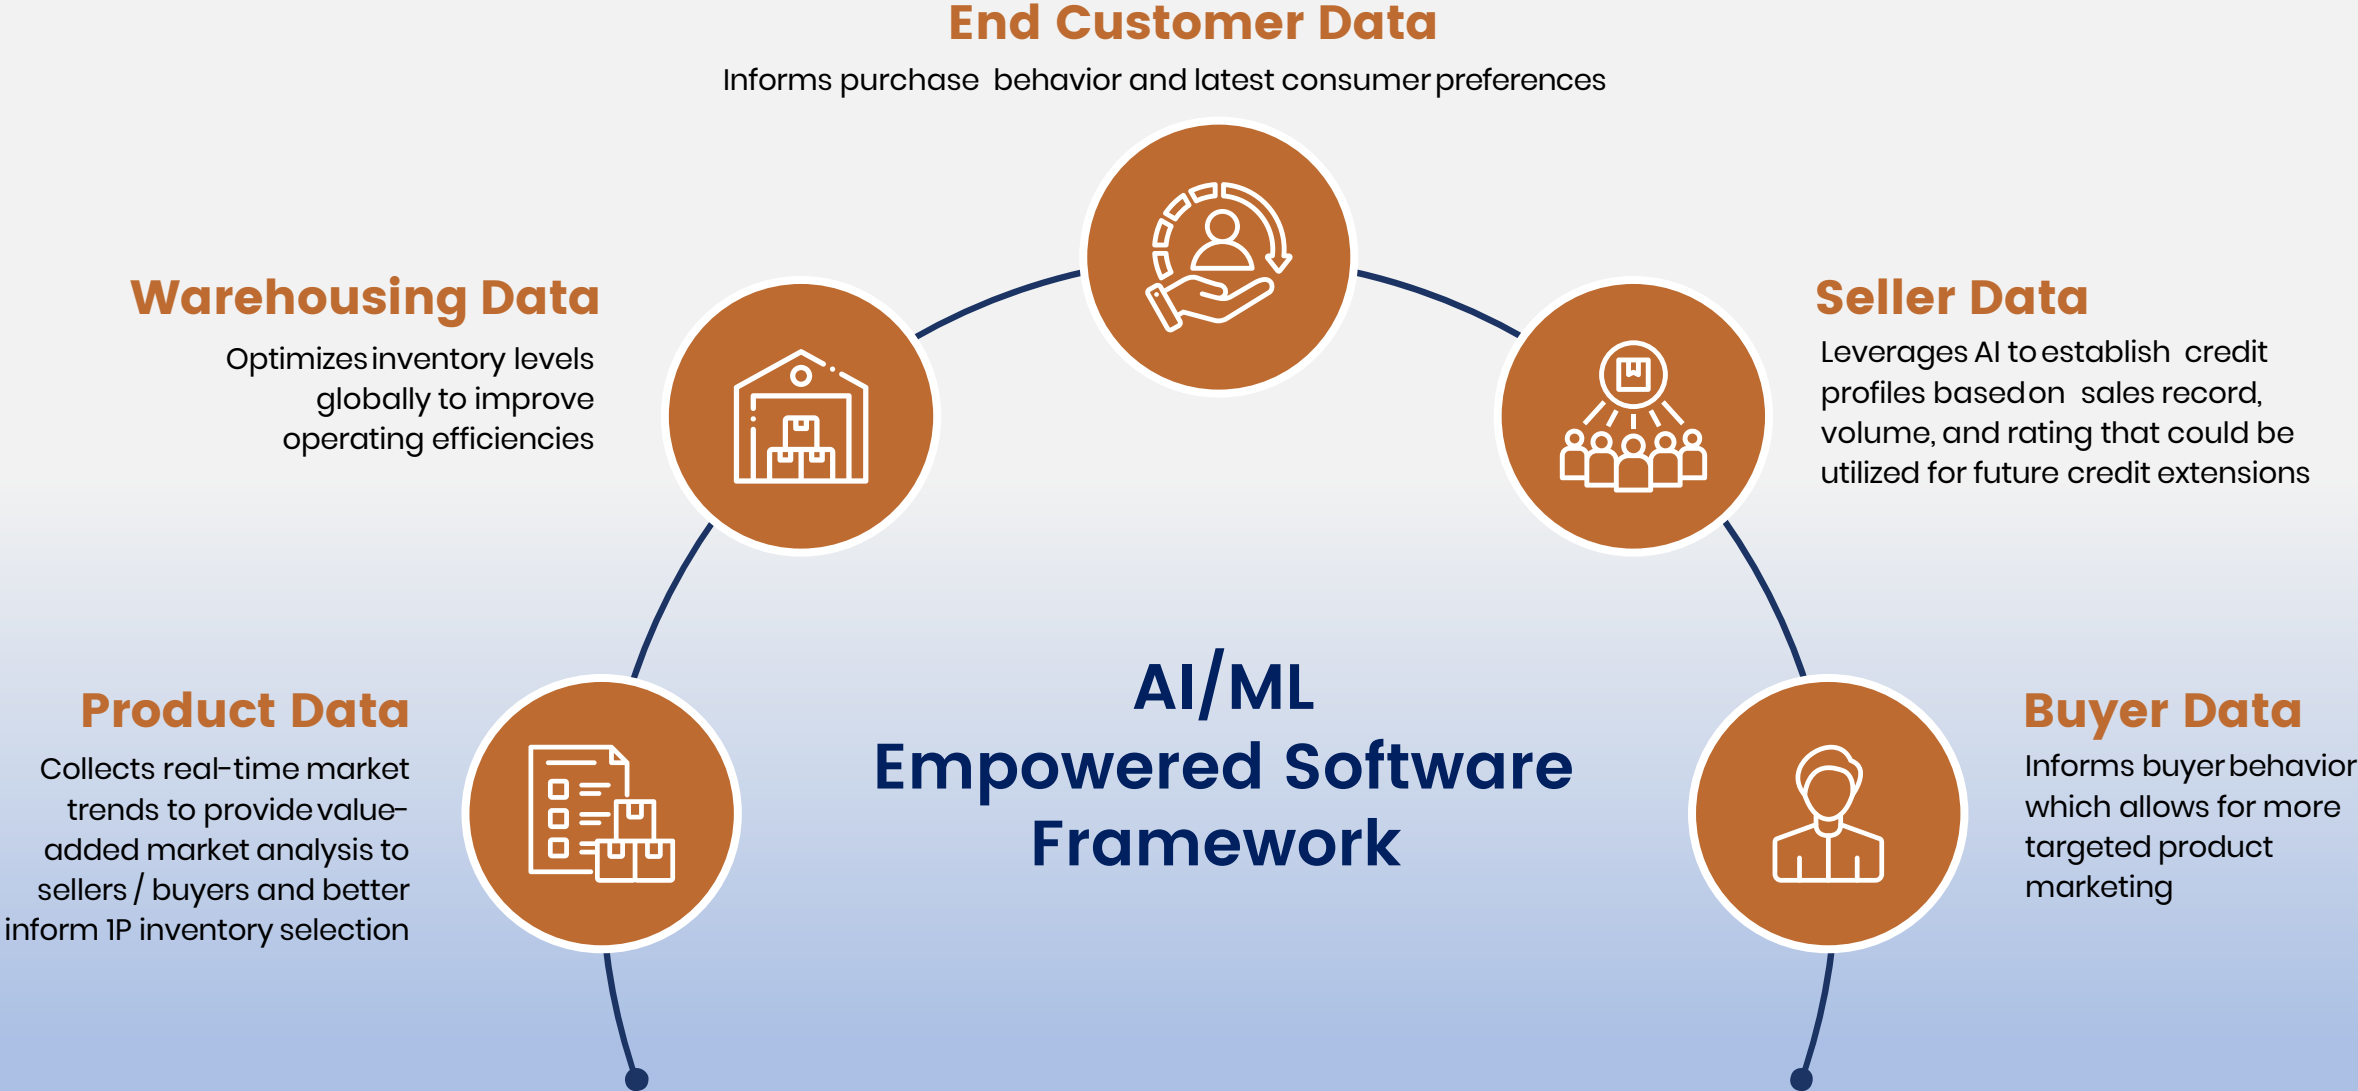 End Customer Data
Informs purchase behavior and latest consumer preferences
Warehousing Data
Optimizes inventory levels
globally to improve
operating efficiencies
Seller Data
Leverages AI to establish credit
profiles based on sales record,
volume, and rating that could be
utilized for future credit extensions
Product Data
Collects real-time market
trends to provide value-
added market analysis to
sellers / buyers and better
inform 1P inventory selection
AI/ML
Empowered Software
Framework
Buyer Data
Informs buyer behavior
which allows for more
targeted product
marketing